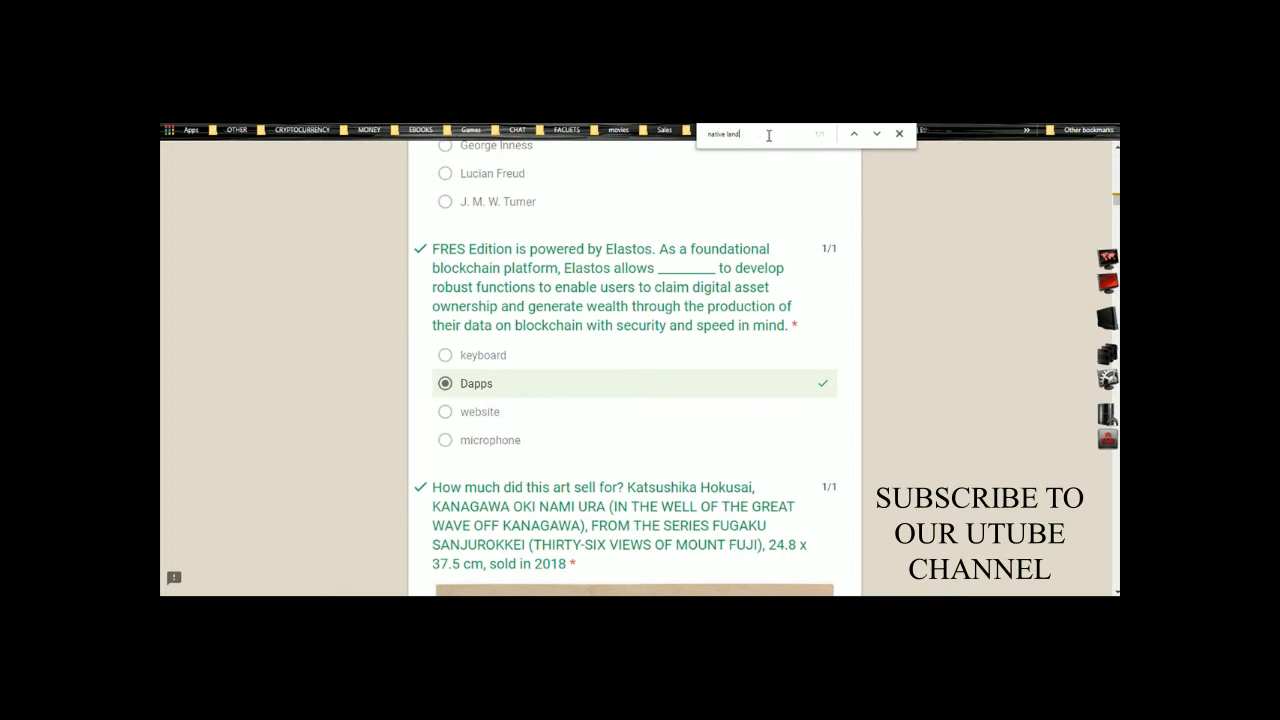 Apps OTHER CRYPTOCURRENCY MONEY EBOOKS Games CHAT FAUCETS movies Sales Other bookmarks
native land 1/1
George Inness
Lucian Freud
J. M. W. Turner
FRES Edition is powered by Elastos. As a foundational 1/1
blockchain platform, Elastos allows _________ to develop
robust functions to enable users to claim digital asset
ownership and generate wealth through the production of
their data on blockchain with security and speed in mind. *
keyboard
Dapps
website
microphone
How much did this art sell for? Katsushika Hokusai, 1/1
KANAGAWA OKI NAMI URA (IN THE WELL OF THE GREAT
WAVE OFF KANAGAWA), FROM THE SERIES FUGAKU
SANJUROKKEI (THIRTY-SIX VIEWS OF MOUNT FUJI), 24.8 x
37.5 cm, sold in 2018 *
SUBSCRIBE TO
OUR UTUBE
CHANNEL